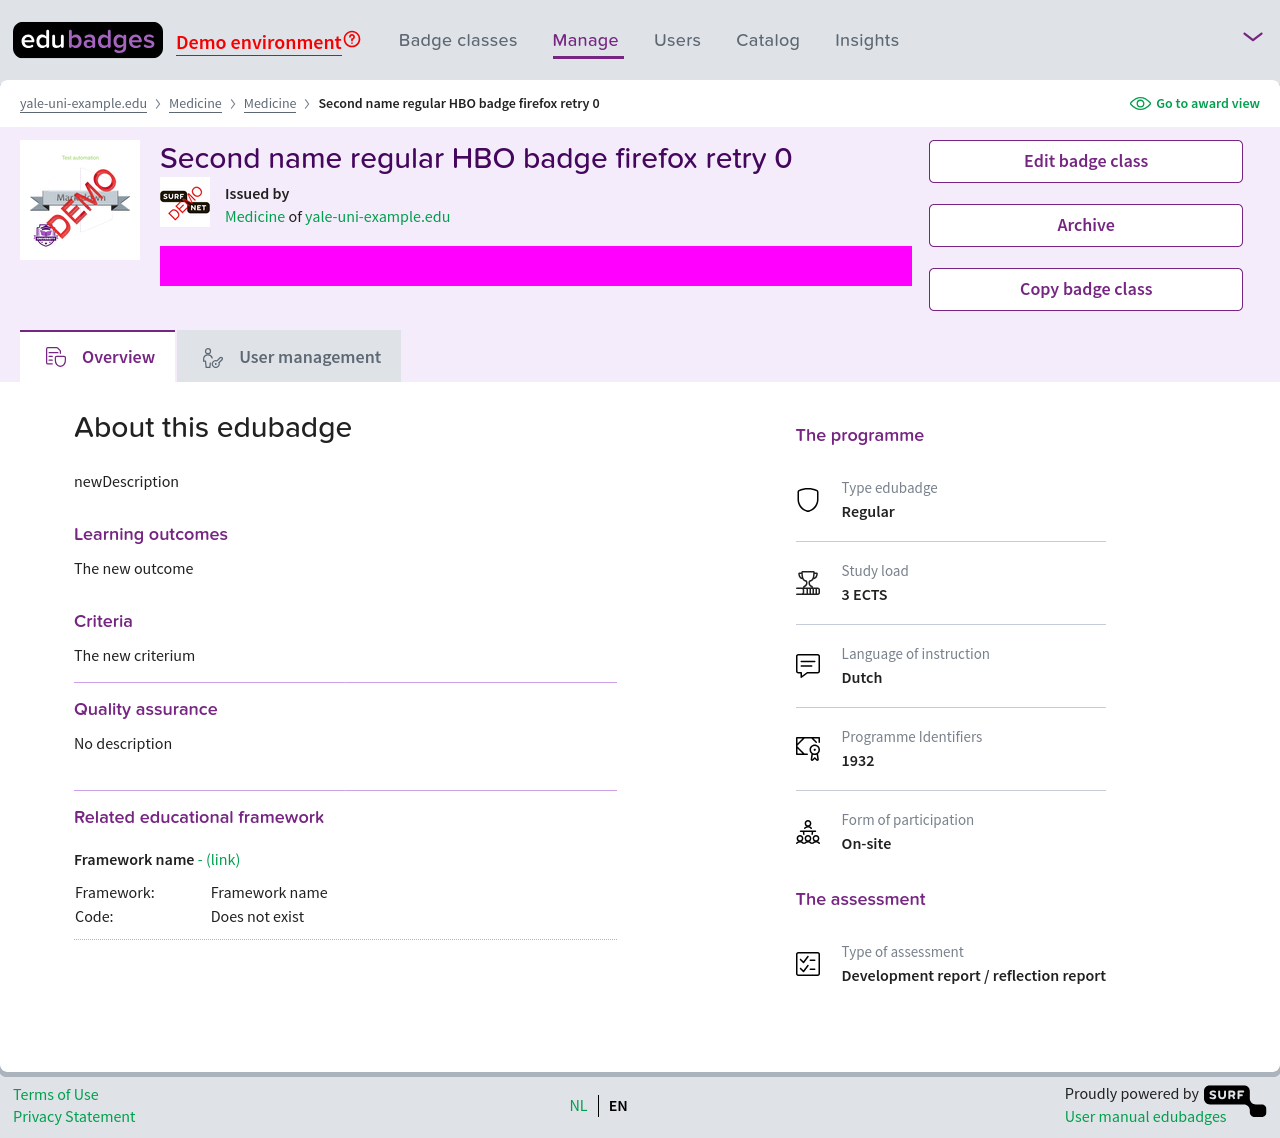 edubadges
Demo environment
Badge classes
Manage
Users
Catalog
Insights
yale-uni-example.edu > Medicine > Medicine > Second name regular HBO badge firefox retry 0
Go to award view
Test automation
DEMO
Second name regular HBO badge firefox retry 0
SURF
NET
DEMO
Issued by
Medicine of yale-uni-example.edu
Edit badge class
Archive
Copy badge class
Overview
User management
About this edubadge
newDescription
Learning outcomes
The new outcome
Criteria
The new criterium
Quality assurance
No description
Related educational framework
Framework name - (link)
Framework: Framework name
Code: Does not exist
The programme
Type edubadge
Regular
Study load
3 ECTS
Language of instruction
Dutch
Programme Identifiers
1932
Form of participation
On-site
The assessment
Type of assessment
Development report / reflection report
Terms of Use
Privacy Statement
NL | EN
Proudly powered by SURF
User manual edubadges